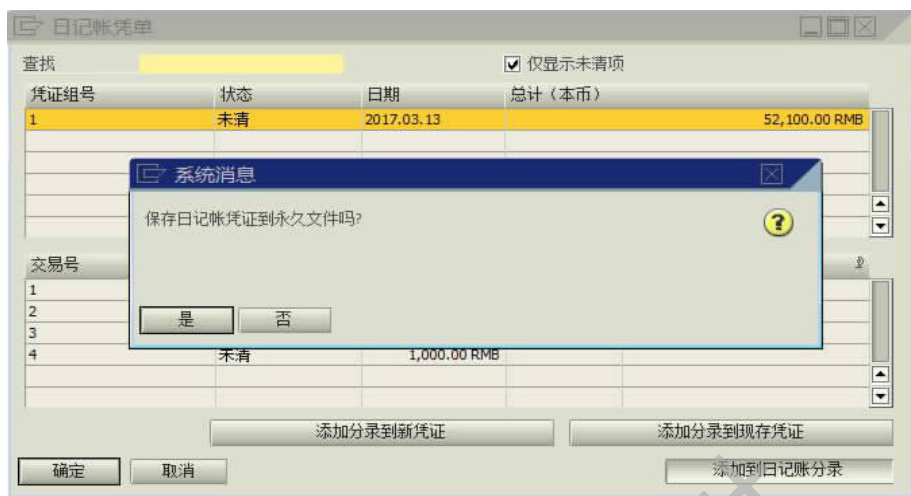 日记帐凭单
查找
仅显示未清项
凭证组号 状态 日期 总计（本币）
1 未清 2017.03.13 52,100.00 RMB
系统消息
保存日记帐凭证到永久文件吗?
是 否
交易号
1
2
3
4 未清 1,000.00 RMB
添加分录到新凭证 添加分录到现存凭证
确定 取消 添加到日记账分录